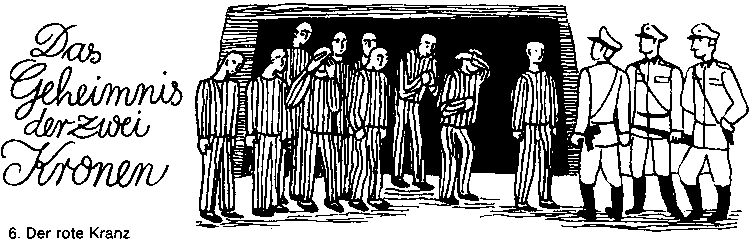 Das
Geheimnis
der zwei
Kronen
6. Der rote Kranz